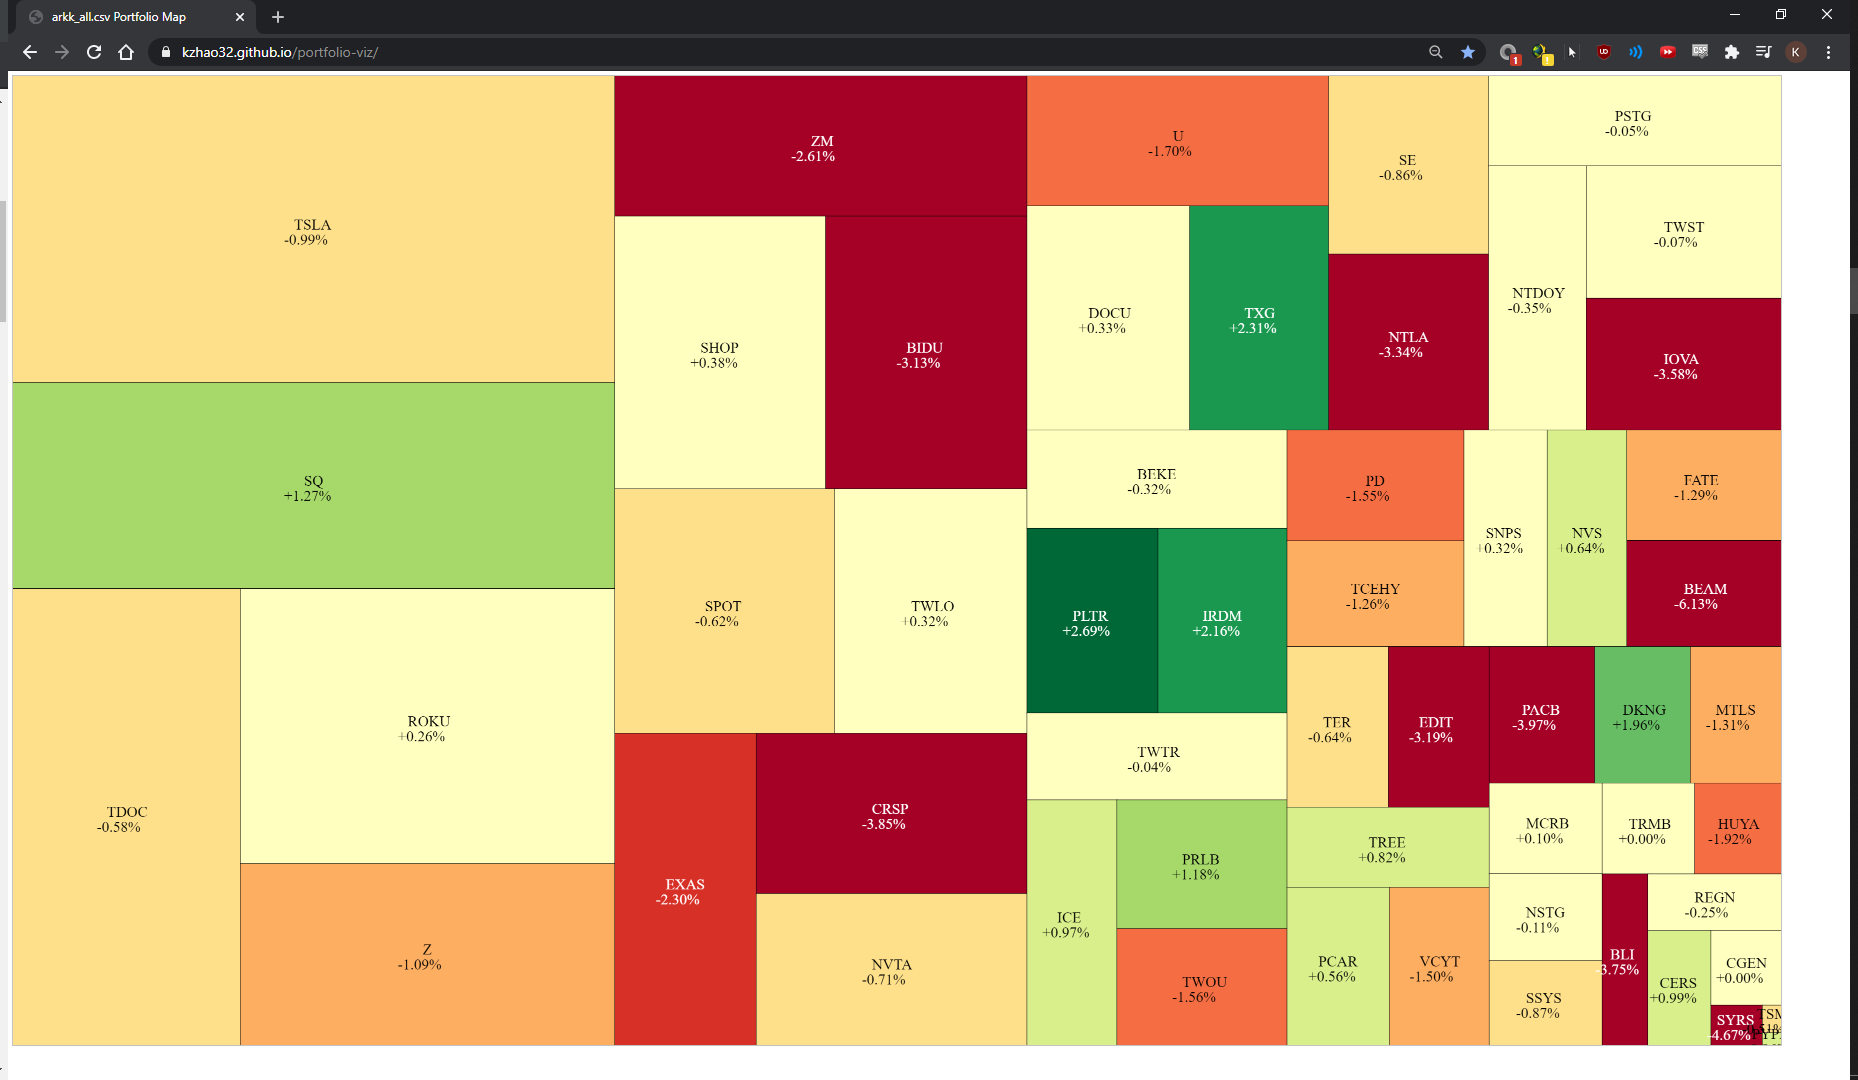 arkk_all.csv Portfolio Map
kzhao32.github.io/portfolio-viz/
1
K
TSLA
-0.99%
SQ
+1.27%
TDOC
-0.58%
ROKU
+0.26%
Z
-1.09%
ZM
-2.61%
SHOP
+0.38%
BIDU
-3.13%
SPOT
-0.62%
TWLO
+0.32%
EXAS
-2.30%
CRSP
-3.85%
NVTA
-0.71%
U
-1.70%
DOCU
+0.33%
TXG
+2.31%
SE
-0.86%
NTLA
-3.34%
PSTG
-0.05%
NTDOY
-0.35%
TWST
-0.07%
IOVA
-3.58%
BEKE
-0.32%
PLTR
+2.69%
IRDM
+2.16%
TWTR
-0.04%
ICE
+0.97%
PRLB
+1.18%
TWOU
-1.56%
PD
-1.55%
TCEHY
-1.26%
SNPS
+0.32%
NVS
+0.64%
FATE
-1.29%
BEAM
-6.13%
TER
-0.64%
EDIT
-3.19%
TREE
+0.82%
PCAR
+0.56%
VCYT
-1.50%
PACB
-3.97%
DKNG
+1.96%
MTLS
-1.31%
MCRB
+0.10%
TRMB
+0.00%
HUYA
-1.92%
NSTG
-0.11%
SSYS
-0.87%
BLI
-3.75%
REGN
-0.25%
CERS
+0.99%
CGEN
+0.00%
SYRS
-4.67%